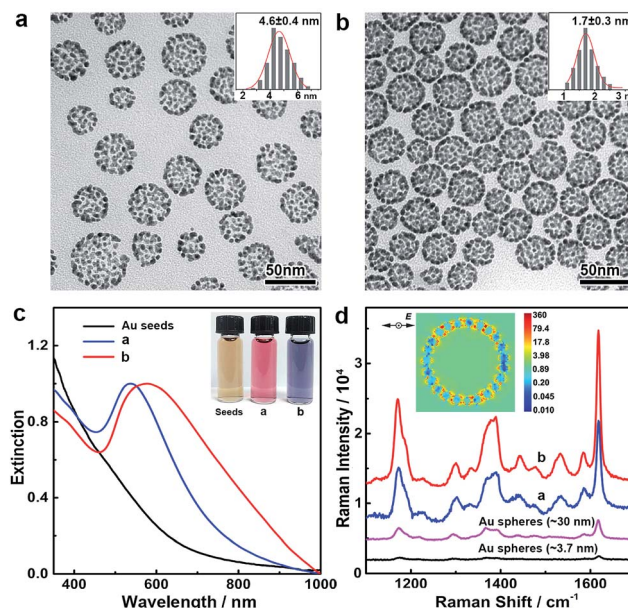 a
4.6±0.4 nm
2 4 6 nm
50nm
b
1.7±0.3 nm
1 2 3 nm
50nm
c
Au seeds
a
b
Seeds a b
1.2
0.8
0.4
0.0
Extinction
400 600 800 1000
Wavelength / nm
d
E
360
79.4
17.4
3.83
0.89
0.20
0.045
0.010
3
2
1
0
Raman Intensity / 10⁴
b
a
Au spheres (~30 nm)
Au spheres (~3.7 nm)
1200 1400 1600
Raman Shift / cm⁻¹